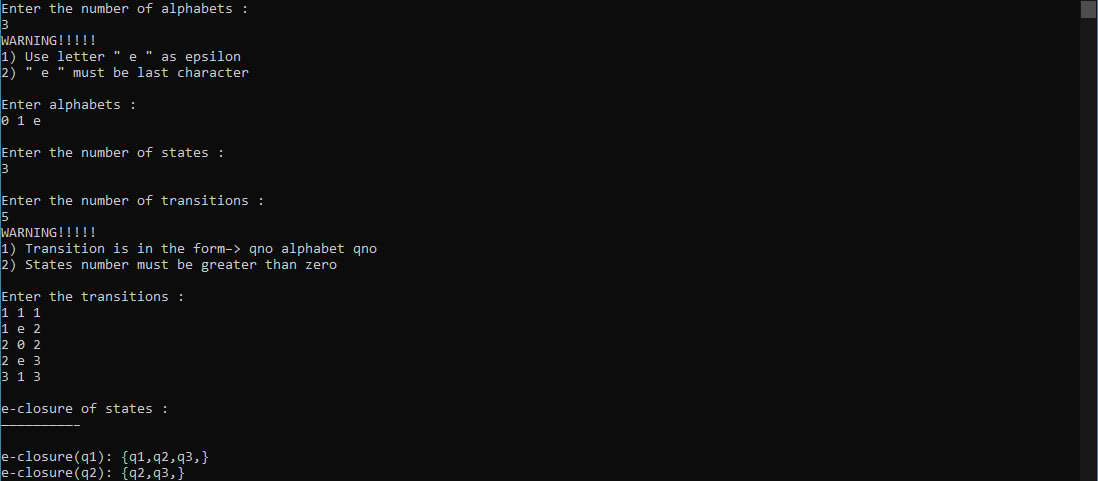 Enter the number of alphabets :
3
WARNING!!!!!
1) Use letter " e " as epsilon
2) " e " must be last character
Enter alphabets :
0 1 e
Enter the number of states :
3
Enter the number of transitions :
5
WARNING!!!!!
1) Transition is in the form–> qno alphabet qno
2) States number must be greater than zero
Enter the transitions :
1 1 1
1 e 2
2 0 2
2 e 3
3 1 3
e-closure of states :
——————————–
e-closure(q1): {q1,q2,q3,}
e-closure(q2): {q2,q3,}